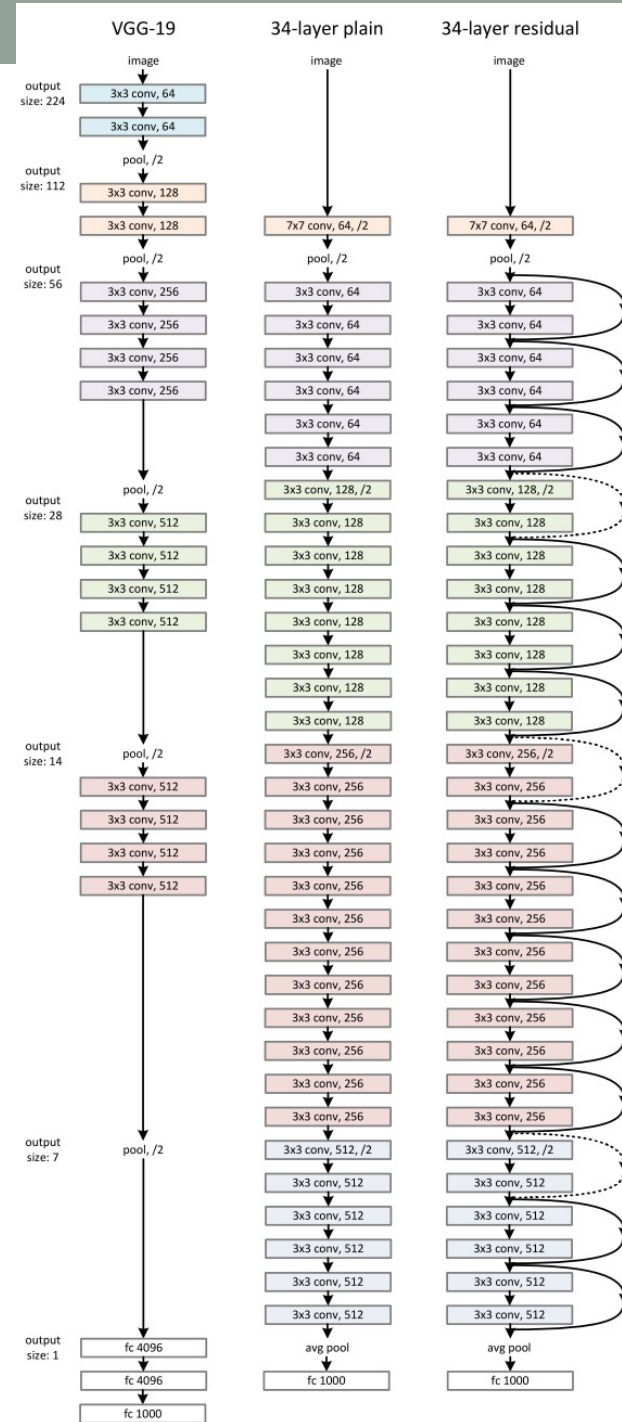 VGG-19
34-layer plain
34-layer residual
output
size: 224
output
size: 112
output
size: 56
output
size: 28
output
size: 14
output
size: 7
output
size: 1
image
3x3 conv, 64
3x3 conv, 64
pool, /2
3x3 conv, 128
3x3 conv, 128
pool, /2
3x3 conv, 256
3x3 conv, 256
3x3 conv, 256
3x3 conv, 256
pool, /2
3x3 conv, 512
3x3 conv, 512
3x3 conv, 512
3x3 conv, 512
pool, /2
3x3 conv, 512
3x3 conv, 512
3x3 conv, 512
3x3 conv, 512
pool, /2
fc 4096
fc 4096
fc 1000
image
7x7 conv, 64, /2
pool, /2
3x3 conv, 64
3x3 conv, 64
3x3 conv, 64
3x3 conv, 64
3x3 conv, 64
3x3 conv, 64
3x3 conv, 128, /2
3x3 conv, 128
3x3 conv, 128
3x3 conv, 128
3x3 conv, 128
3x3 conv, 128
3x3 conv, 128
3x3 conv, 128
3x3 conv, 256, /2
3x3 conv, 256
3x3 conv, 256
3x3 conv, 256
3x3 conv, 256
3x3 conv, 256
3x3 conv, 256
3x3 conv, 256
3x3 conv, 256
3x3 conv, 256
3x3 conv, 256
3x3 conv, 256
3x3 conv, 512, /2
3x3 conv, 512
3x3 conv, 512
3x3 conv, 512
3x3 conv, 512
3x3 conv, 512
avg pool
fc 1000
image
7x7 conv, 64, /2
pool, /2
3x3 conv, 64
3x3 conv, 64
3x3 conv, 64
3x3 conv, 64
3x3 conv, 64
3x3 conv, 64
3x3 conv, 128, /2
3x3 conv, 128
3x3 conv, 128
3x3 conv, 128
3x3 conv, 128
3x3 conv, 128
3x3 conv, 128
3x3 conv, 128
3x3 conv, 256, /2
3x3 conv, 256
3x3 conv, 256
3x3 conv, 256
3x3 conv, 256
3x3 conv, 256
3x3 conv, 256
3x3 conv, 256
3x3 conv, 256
3x3 conv, 256
3x3 conv, 256
3x3 conv, 256
3x3 conv, 512, /2
3x3 conv, 512
3x3 conv, 512
3x3 conv, 512
3x3 conv, 512
3x3 conv, 512
avg pool
fc 1000